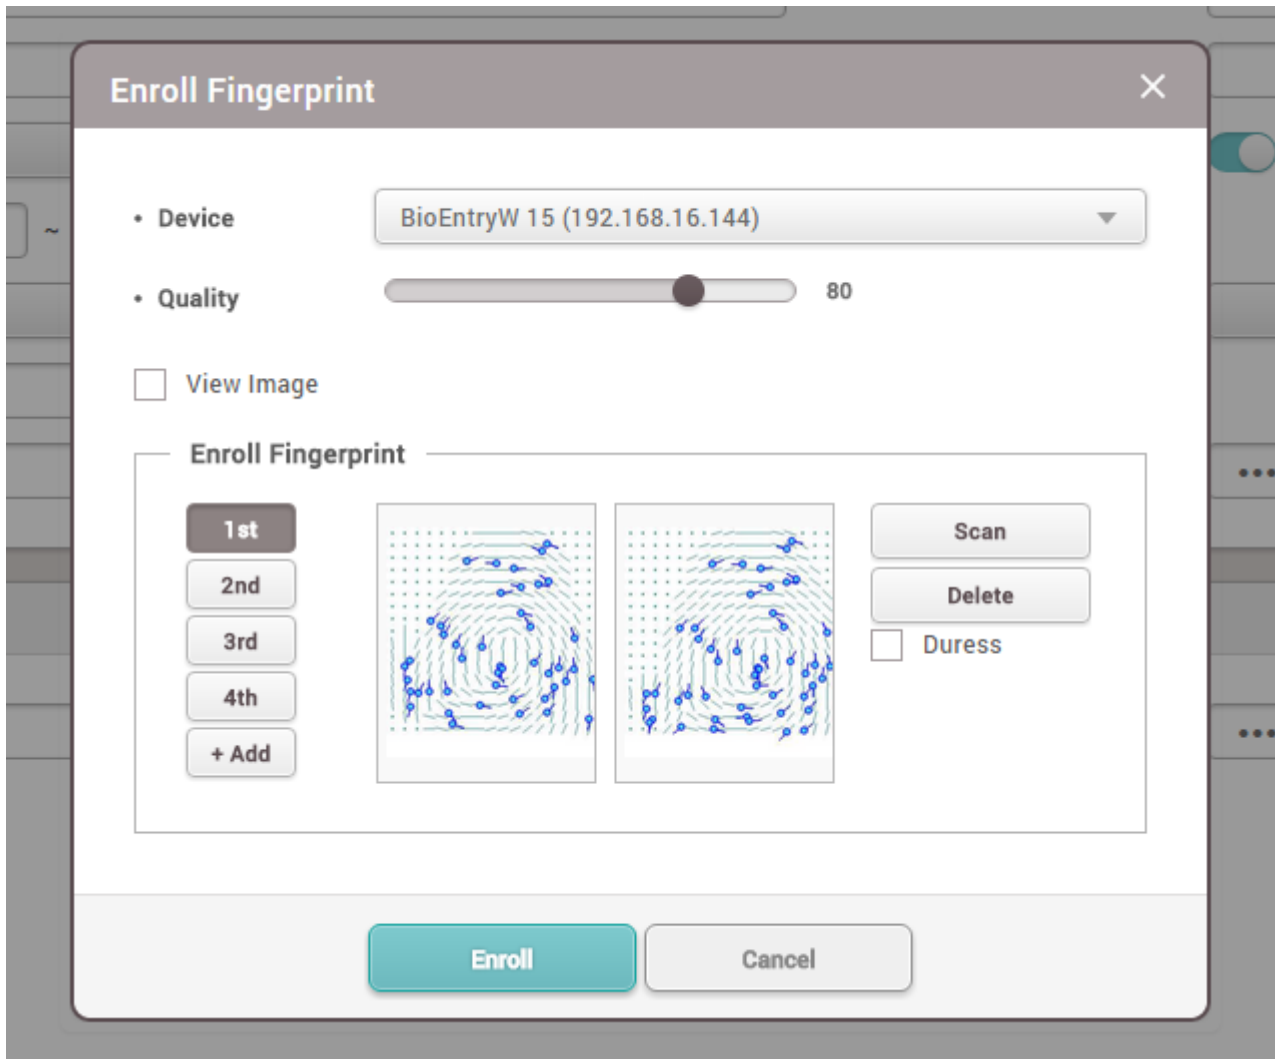 Enroll Fingerprint
~
• Device
BioEntryW 15 (192.168.16.144)
• Quality
80
View Image
Enroll Fingerprint
1st
2nd
3rd
4th
+ Add
Scan
Delete
Duress
Enroll
Cancel